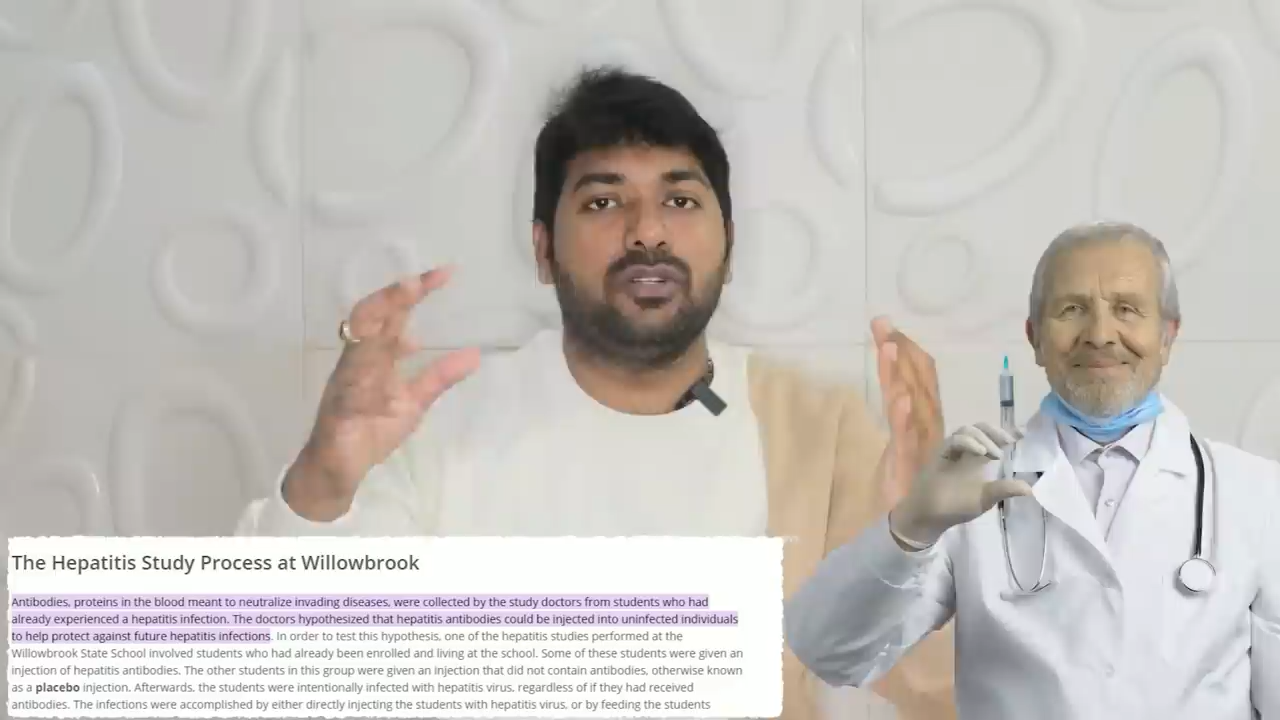 The Hepatitis Study Process at Willowbrook
Antibodies, proteins in the blood meant to neutralize invading diseases, were collected by the study doctors from students who had
already experienced a hepatitis infection. The doctors hypothesized that hepatitis antibodies could be injected into uninfected individuals
to help protect against future hepatitis infections. In order to test this hypothesis, one of the hepatitis studies performed at the
Willowbrook State School involved students who had already been enrolled and living at the school. Some of these students were given an
injection of hepatitis antibodies. The other students in this group were given an injection that did not contain antibodies, otherwise known
as a placebo injection. Afterwards, the students were intentionally infected with hepatitis virus, regardless of if they had received
antibodies. The infections were accomplished by either directly injecting the students with hepatitis virus, or by feeding the students